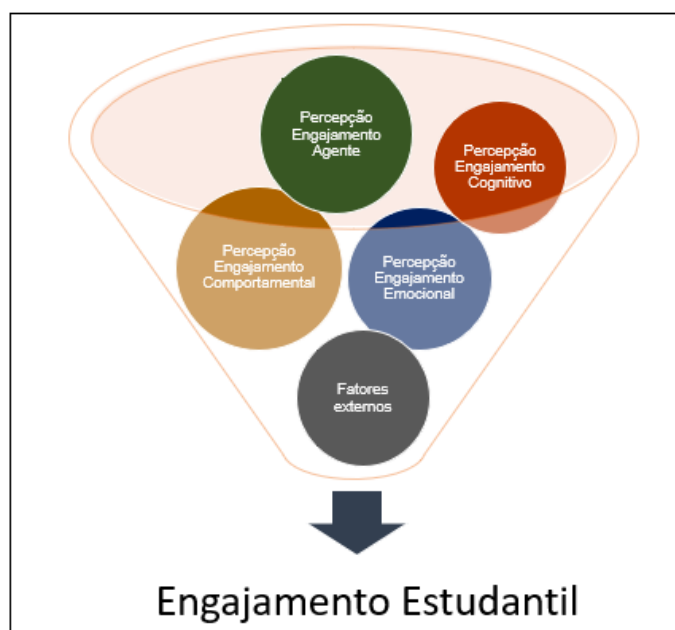 Percepção
Engajamento
Agente
Percepção
Engajamento
Cognitivo
Percepção
Engajamento
Comportamental
Percepção
Engajamento
Emocional
Fatores
externos
Engajamento Estudantil